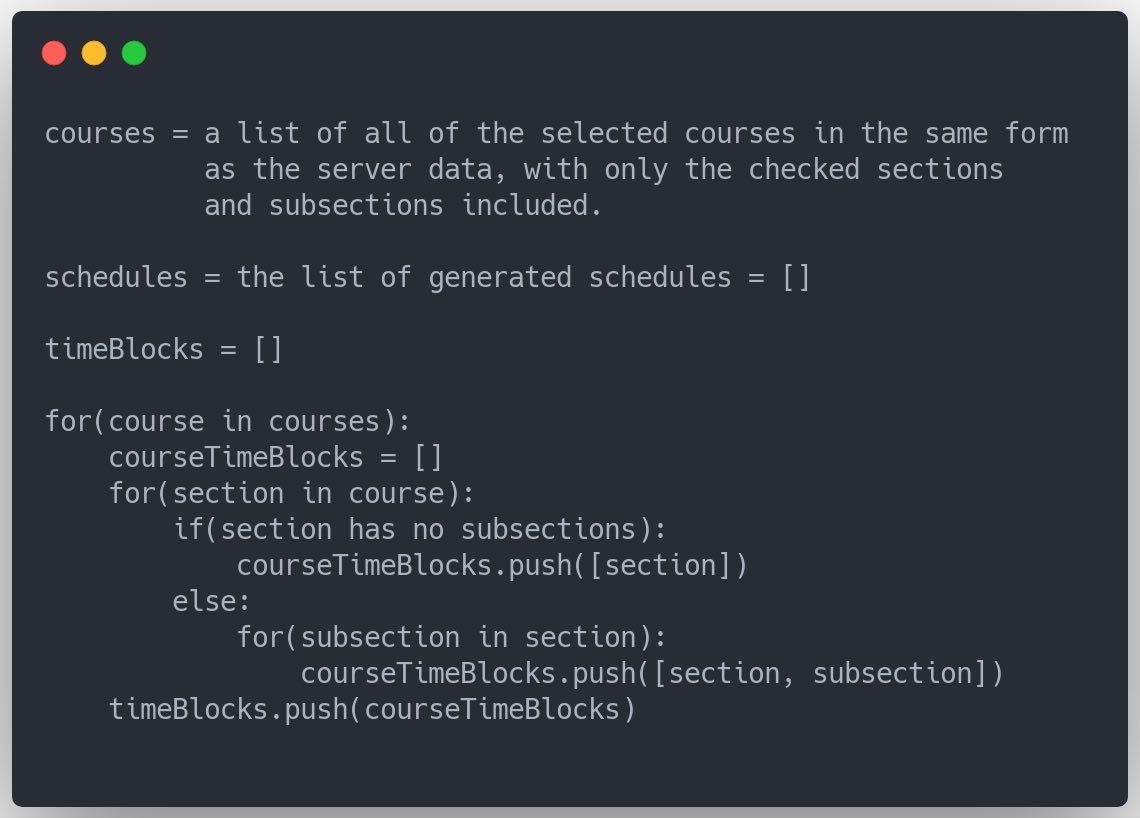 courses = a list of all of the selected courses in the same form
          as the server data, with only the checked sections
          and subsections included.

schedules = the list of generated schedules = []

timeBlocks = []

for(course in courses):
    courseTimeBlocks = []
    for(section in course):
        if(section has no subsections):
            courseTimeBlocks.push([section])
        else:
            for(subsection in section):
                courseTimeBlocks.push([section, subsection])
    timeBlocks.push(courseTimeBlocks)